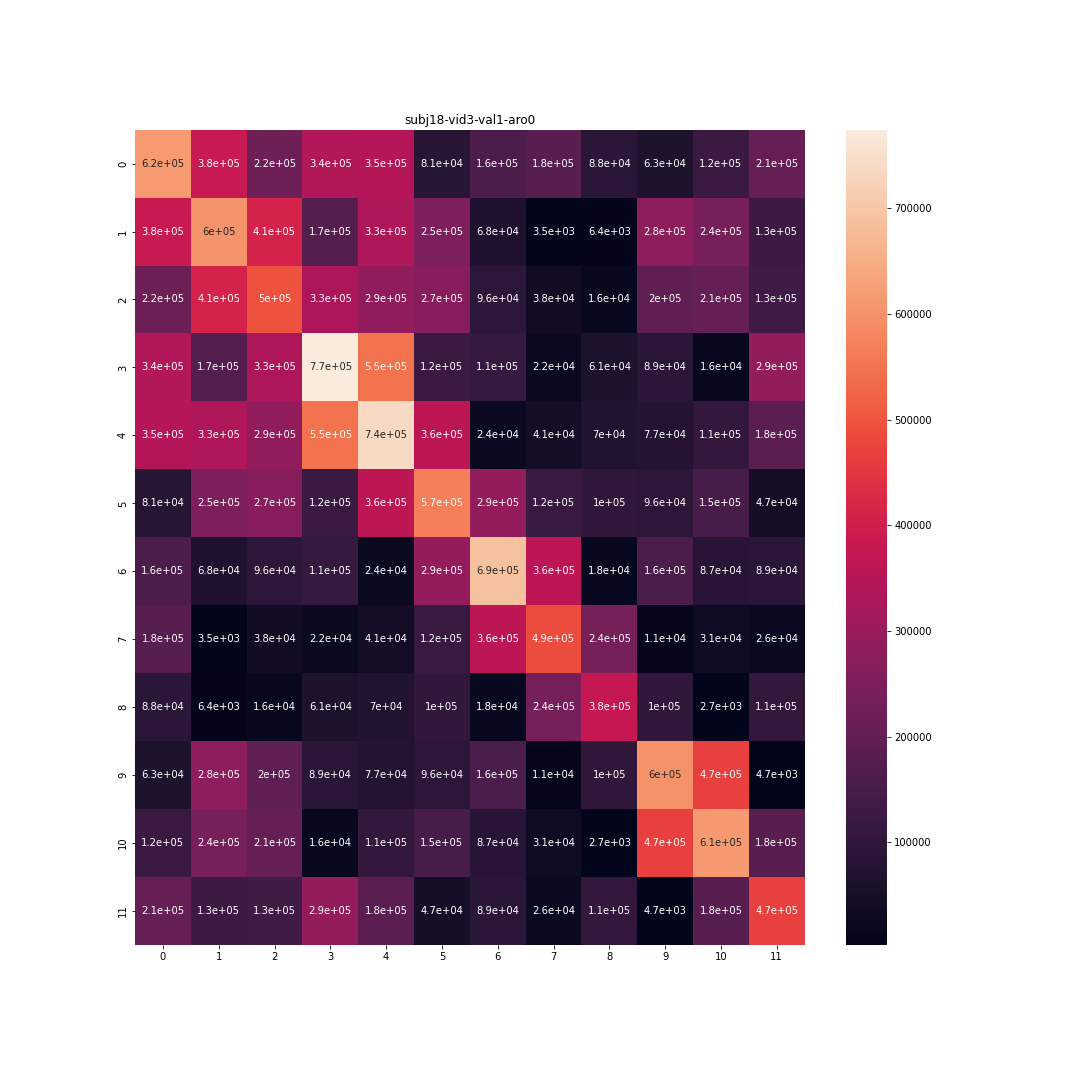 subj18-vid3-val1-aro0
0 6.2e+05 3.8e+05 2.2e+05 3.4e+05 3.5e+05 8.1e+04 1.6e+05 1.8e+05 8.8e+04 6.3e+04 1.2e+05 2.1e+05
700000
1 3.8e+05 6e+05 4.1e+05 1.7e+05 3.3e+05 2.5e+05 6.8e+04 3.5e+03 6.4e+03 2.8e+05 2.4e+05 1.3e+05
2 2.2e+05 4.1e+05 5e+05 3.3e+05 2.9e+05 2.7e+05 9.6e+04 3.8e+04 1.6e+04 2e+05 2.1e+05 1.3e+05
600000
3 3.4e+05 1.7e+05 3.3e+05 7.7e+05 5.5e+05 1.2e+05 1.1e+05 2.2e+04 6.1e+04 8.9e+04 1.6e+04 2.9e+05
500000
4 3.5e+05 3.3e+05 2.9e+05 5.5e+05 7.4e+05 3.6e+05 2.4e+04 4.1e+04 7e+04 7.7e+04 1.1e+05 1.8e+05
5 8.1e+04 2.5e+05 2.7e+05 1.2e+05 3.6e+05 5.7e+05 2.9e+05 1.2e+05 1e+05 9.6e+04 1.5e+05 4.7e+04
400000
6 1.6e+05 6.8e+04 9.6e+04 1.1e+05 2.4e+04 2.9e+05 6.9e+05 3.6e+05 1.8e+04 1.6e+05 8.7e+04 8.9e+04
300000
7 1.8e+05 3.5e+03 3.8e+04 2.2e+04 4.1e+04 1.2e+05 3.6e+05 4.9e+05 2.4e+05 1.1e+04 3.1e+04 2.6e+04
8 8.8e+04 6.4e+03 1.6e+04 6.1e+04 7e+04 1e+05 1.8e+04 2.4e+05 3.8e+05 1e+05 2.7e+03 1.1e+05
200000
9 6.3e+04 2.8e+05 2e+05 8.9e+04 7.7e+04 9.6e+04 1.6e+05 1.1e+04 1e+05 6e+05 4.7e+05 4.7e+03
10 1.2e+05 2.4e+05 2.1e+05 1.6e+04 1.1e+05 1.5e+05 8.7e+04 3.1e+04 2.7e+03 4.7e+05 6.1e+05 1.8e+05
100000
11 2.1e+05 1.3e+05 1.3e+05 2.9e+05 1.8e+05 4.7e+04 8.9e+04 2.6e+04 1.1e+05 4.7e+03 1.8e+05 4.7e+05
0 1 2 3 4 5 6 7 8 9 10 11